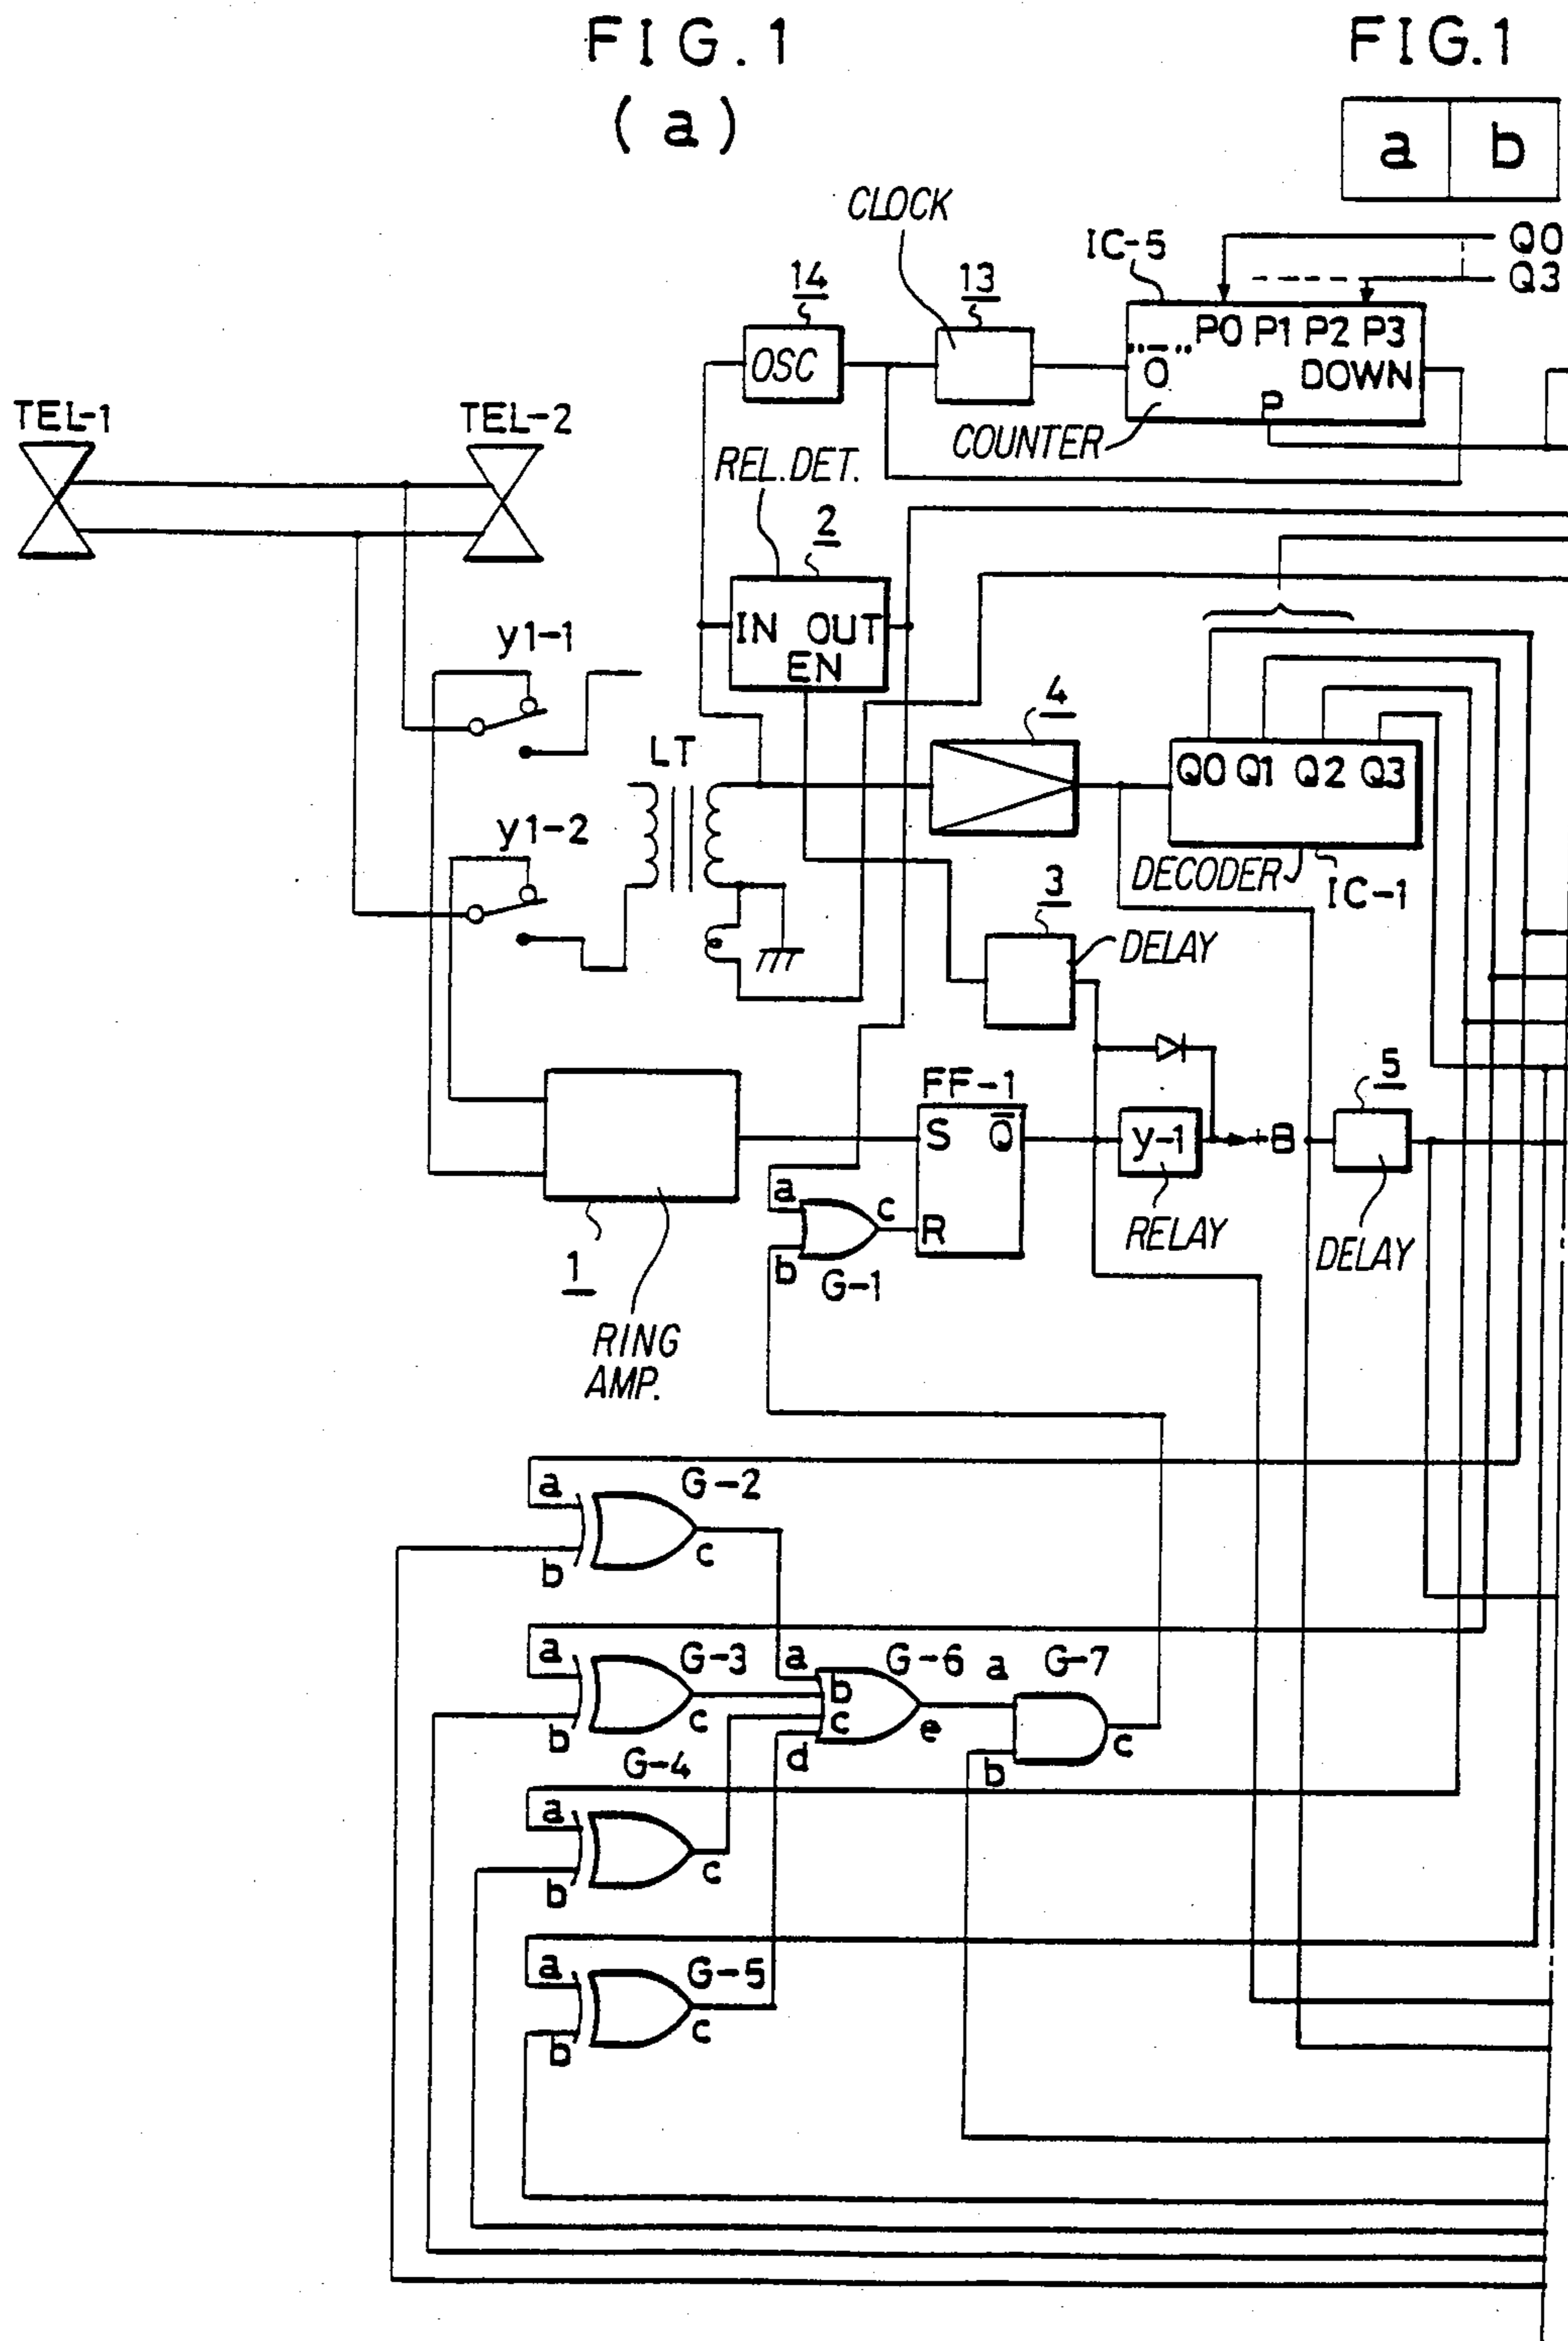 FIG.1
(a)
FIG.1
a b
CLOCK
IC-5
Q0
Q3
14
13
OSC
P0 P1 P2 P3
"O̅"
DOWN
P
COUNTER
TEL-1
TEL-2
REL.DET.
2
IN OUT
EN
y1-1
4
LT
Q0 Q1 Q2 Q3
y1-2
DECODER
IC-1
3
DELAY
FF-1
5
S Q̅
y-1
+B
a
c
R
RELAY
DELAY
b
G-1
1
RING
AMP.
a
G-2
c
b
a
G-3
a
G-6
a
G-7
b
c
c
e
c
b
d
b
G-4
a
c
b
a
G-5
c
b